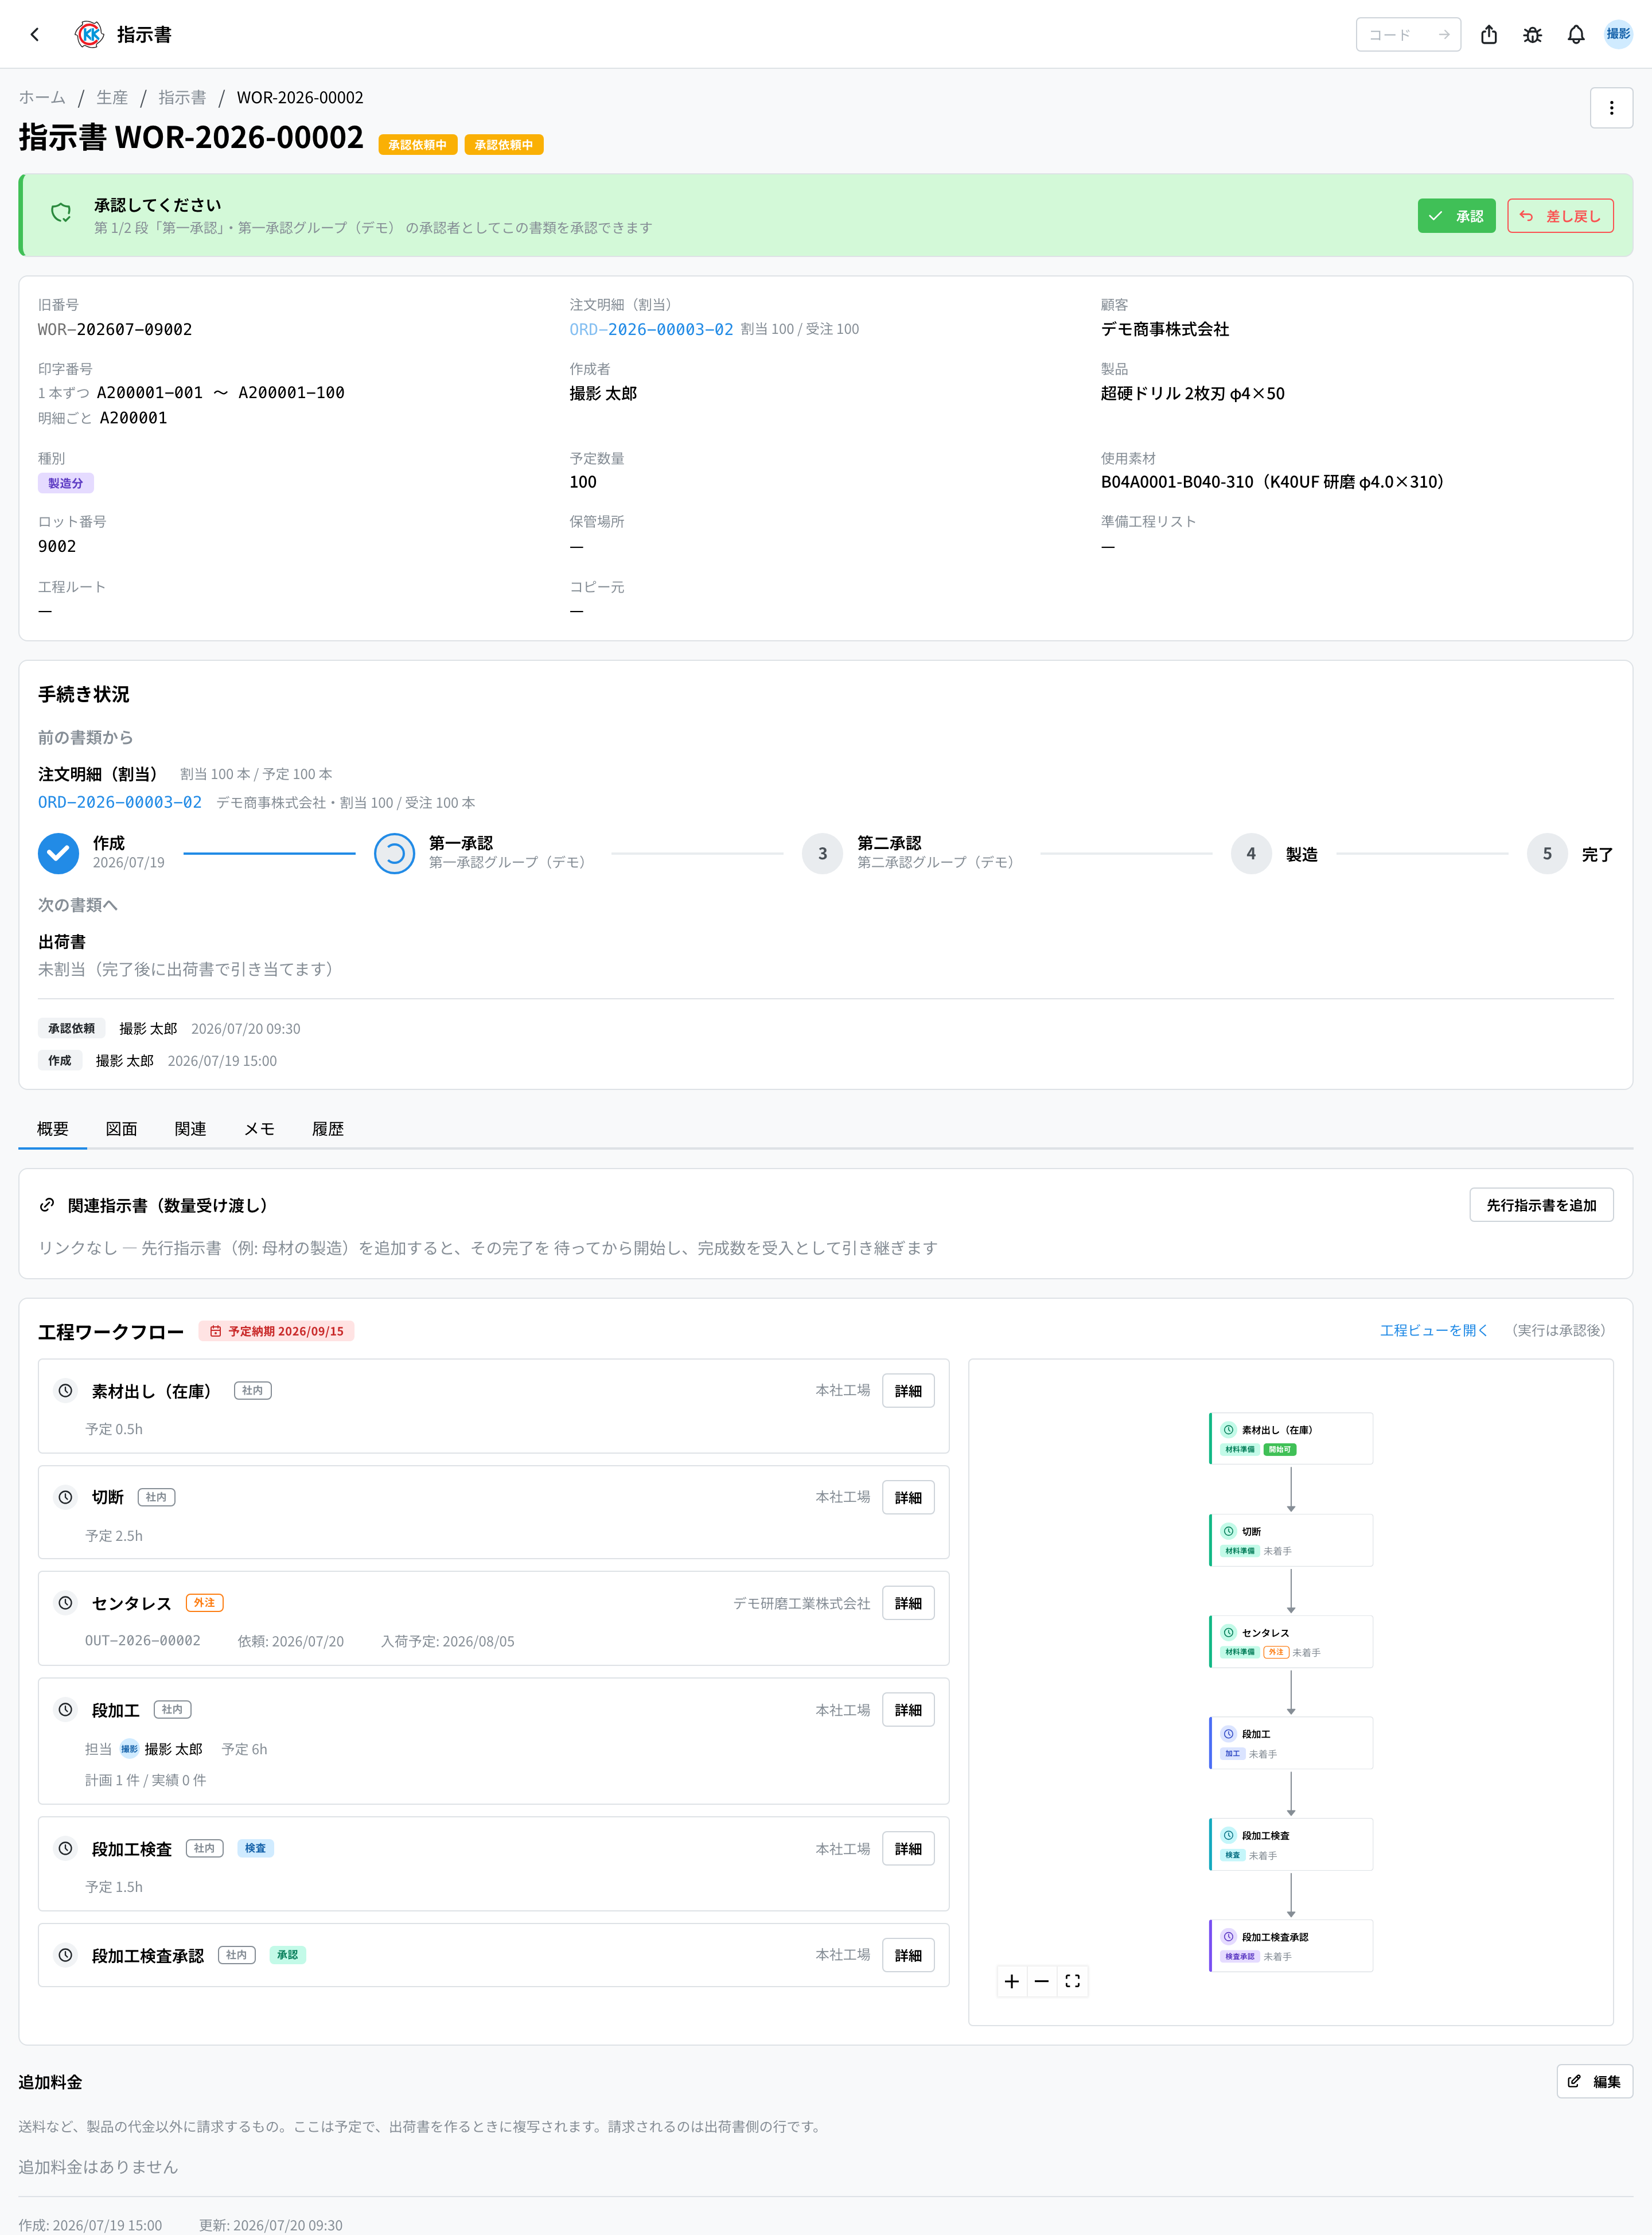 指示書
コード
撮影
ホーム / 生産 / 指示書 / WOR-2026-00002
指示書 WOR-2026-00002 承認依頼中 承認依頼中
承認してください
第 1/2 段「第一承認」・第一承認グループ（デモ） の承認者としてこの書類を承認できます
承認
差し戻し
旧番号
WOR-202607-09002
注文明細（割当）
ORD-2026-00003-02 割当 100 / 受注 100
顧客
デモ商事株式会社
印字番号
1 本ずつ A200001-001 〜 A200001-100
明細ごと A200001
作成者
撮影 太郎
製品
超硬ドリル 2枚刃 φ4×50
種別
製造分
予定数量
100
使用素材
B04A0001-B040-310（K40UF 研磨 φ4.0×310）
ロット番号
9002
保管場所
—
準備工程リスト
—
工程ルート
—
コピー元
—
手続き状況
前の書類から
注文明細（割当） 割当 100 本 / 予定 100 本
ORD-2026-00003-02 デモ商事株式会社・割当 100 / 受注 100 本
作成
2026/07/19
第一承認
第一承認グループ（デモ）
3 第二承認
第二承認グループ（デモ）
4 製造
5 完了
次の書類へ
出荷書
未割当（完了後に出荷書で引き当てます）
承認依頼 撮影 太郎 2026/07/20 09:30
作成 撮影 太郎 2026/07/19 15:00
概要 図面 関連 メモ 履歴
関連指示書（数量受け渡し）
先行指示書を追加
リンクなし — 先行指示書（例: 母材の製造）を追加すると、その完了を 待ってから開始し、完成数を受入として引き継ぎます
工程ワークフロー 予定納期 2026/09/15
工程ビューを開く （実行は承認後）
素材出し（在庫） 社内 本社工場 詳細
予定 0.5h
切断 社内 本社工場 詳細
予定 2.5h
センタレス 外注 デモ研磨工業株式会社 詳細
OUT-2026-00002 依頼: 2026/07/20 入荷予定: 2026/08/05
段加工 社内 本社工場 詳細
担当 撮影 撮影 太郎 予定 6h
計画 1 件 / 実績 0 件
段加工検査 社内 検査 本社工場 詳細
予定 1.5h
段加工検査承認 社内 承認 本社工場 詳細
素材出し（在庫）
材料準備 開始可
切断
材料準備 未着手
センタレス
材料準備 外注 未着手
段加工
加工 未着手
段加工検査
検査 未着手
段加工検査承認
検査承認 未着手
追加料金
編集
送料など、製品の代金以外に請求するもの。ここは予定で、出荷書を作るときに複写されます。請求されるのは出荷書側の行です。
追加料金はありません
作成: 2026/07/19 15:00 更新: 2026/07/20 09:30